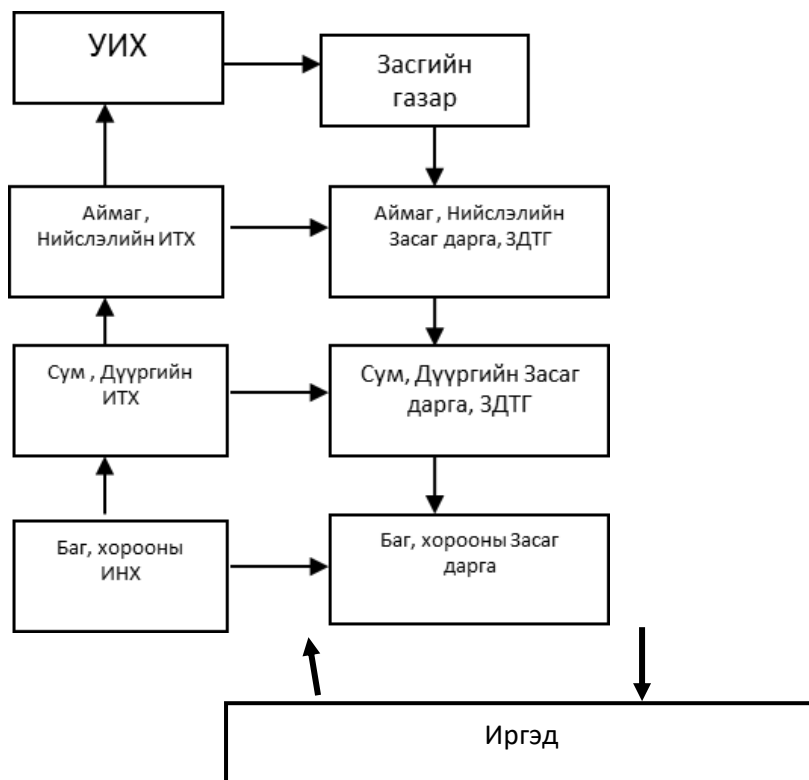 УИХ
Засгийн
газар
Аймаг ,
Нийслэлийн ИТХ
Аймаг , Нийслэлийн
Засаг дарга, ЗДТГ
Сум , Дүүргийн
ИТХ
Сум, Дүүргийн Засаг
дарга, ЗДТГ
Баг, хорооны
ИНХ
Баг, хорооны Засаг
дарга
Иргэд